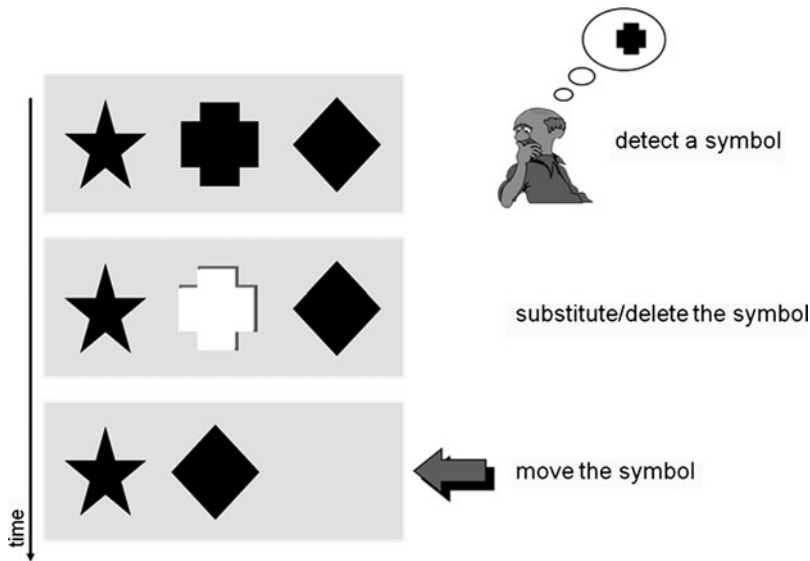 detect a symbol
substitute/delete the symbol
move the symbol
time